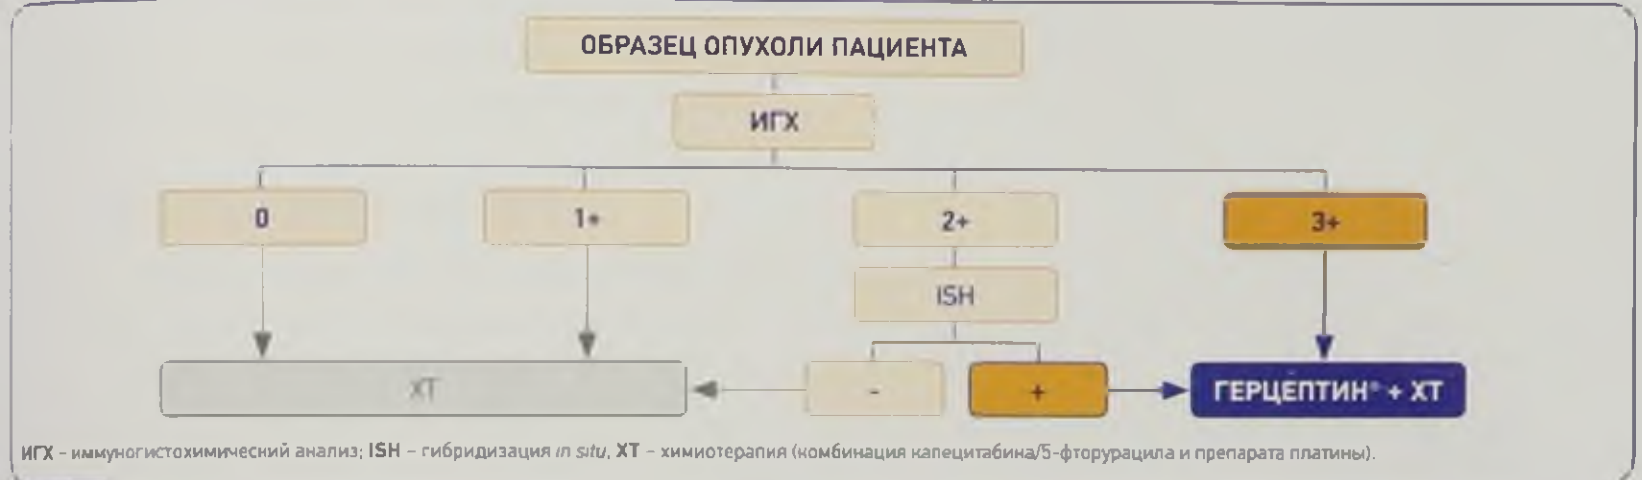 ОБРАЗЕЦ ОПУХОЛИ ПАЦИЕНТА
ИГХ
0 1+ 2+ 3+
ISH
ХТ - + ГЕРЦЕПТИН® + ХТ
ИГХ – иммуногистохимический анализ; ISH – гибридизация in situ, ХТ – химиотерапия (комбинация капецитабина/5-фторурацила и препарата платины).